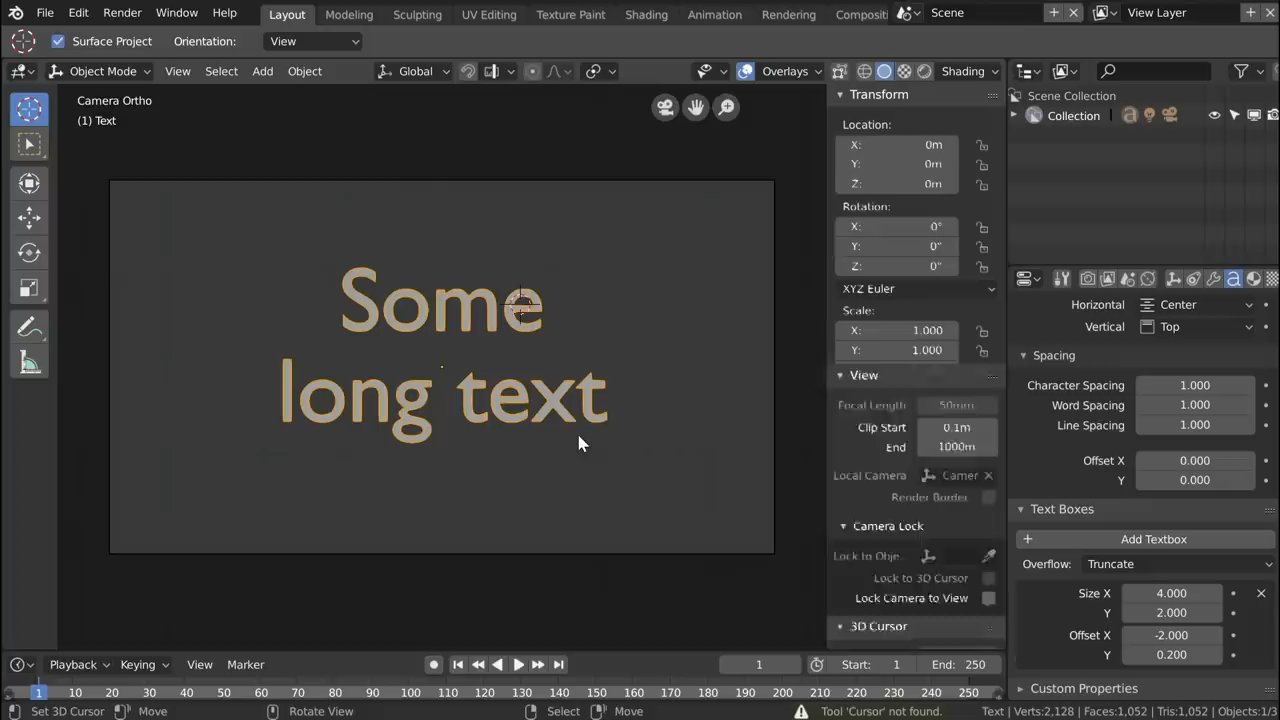 File Edit Render Window Help Layout Modeling Sculpting UV Editing Texture Paint Shading Animation Rendering Scene View Layer
Surface Project Orientation: View
Object Mode View Select Add Object Global Overlays Shading
Camera Ortho
(1) Text
Some
long text
Transform
Location:
X: 0m
Y: 0m
Z: 0m
Rotation:
X: 0°
Y: 0°
Z: 0°
XYZ Euler
Scale:
X: 1.000
Y: 1.000
View
Focal Length 50mm
Clip Start 0.1m
End 1000m
Local Camera Camer
Render Border
Camera Lock
Lock to Obje.
Lock to 3D Cursor
Lock Camera to View
3D Cursor
Scene Collection
Collection
Horizontal Center
Vertical Top
Spacing
Character Spacing 1.000
Word Spacing 1.000
Line Spacing 1.000
Offset X 0.000
Y 0.000
Text Boxes
Add Textbox
Overflow: Truncate
Size X 4.000
Y 2.000
Offset X -2.000
Y 0.200
Custom Properties
Playback Keying View Marker 1 Start: 1 End: 250
1 10 20 30 40 50 60 70 80 90 100 110 120 130 140 150 160 170 180 190 200 210 220 230 240 250
Set 3D Cursor Move Rotate View Select Move Tool 'Cursor' not found. Text | Verts:2,128 | Faces:1,052 | Tris:1,052 | Objects:1/3